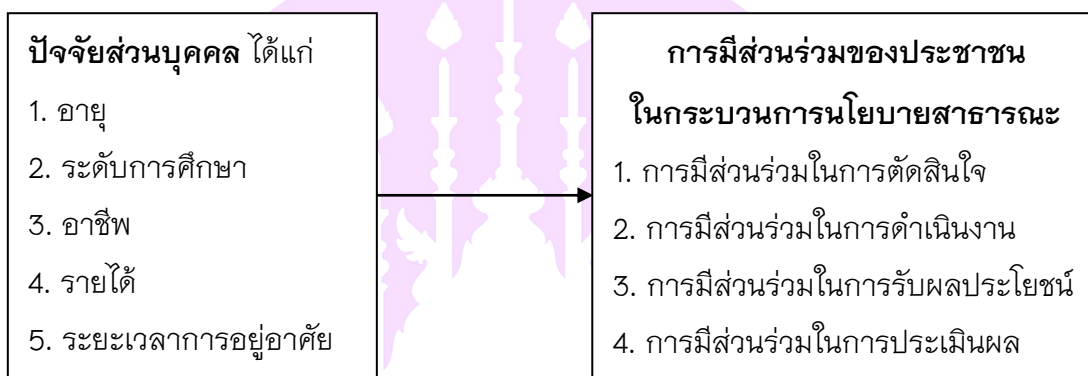 ปัจจัยส่วนบุคคล ได้แก่
1. อายุ
2. ระดับการศึกษา
3. อาชีพ
4. รายได้
5. ระยะเวลาการอยู่อาศัย
การมีส่วนร่วมของประชาชน
ในกระบวนการนโยบายสาธารณะ
1. การมีส่วนร่วมในการตัดสินใจ
2. การมีส่วนร่วมในการดำเนินงาน
3. การมีส่วนร่วมในการรับผลประโยชน์
4. การมีส่วนร่วมในการประเมินผล